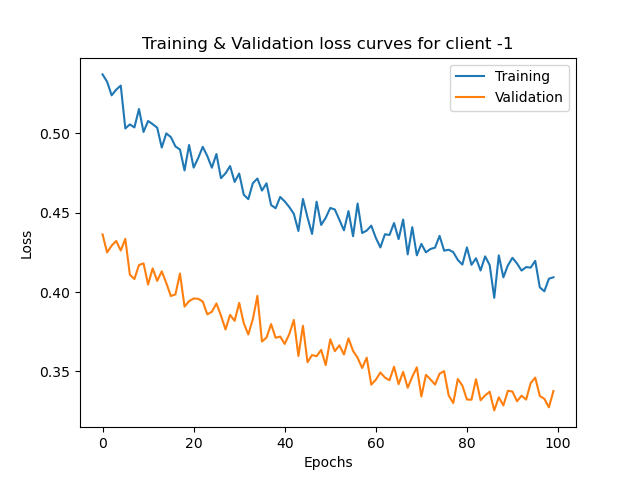 Training & Validation loss curves for client -1
Training
Validation
0.50
0.45
0.40
0.35
Loss
0
20
40
60
80
100
Epochs